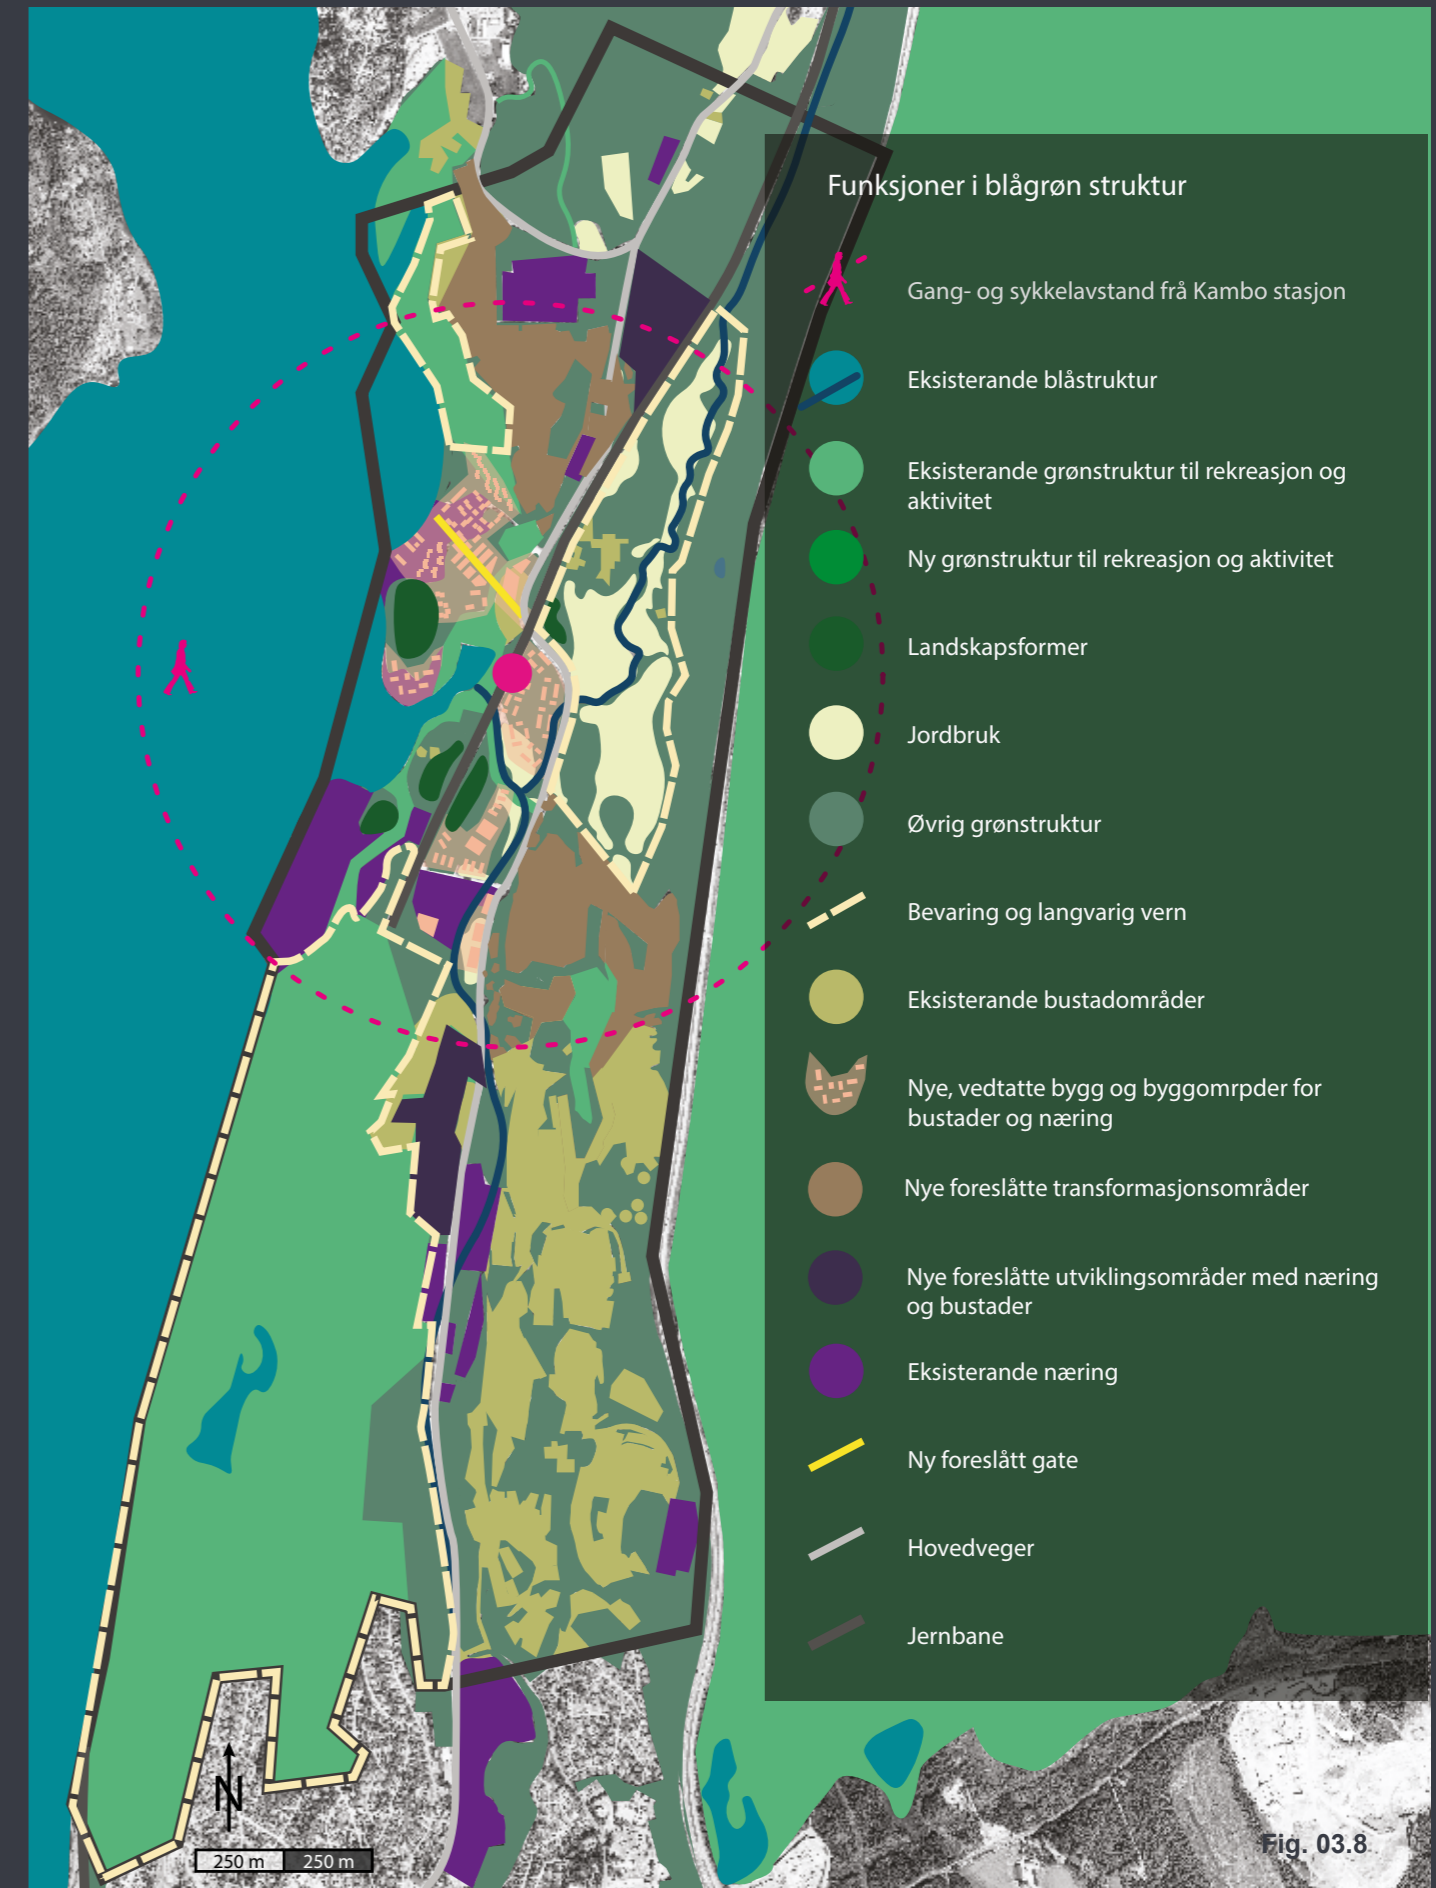 Funksjoner i blågrøn struktur
Gang- og sykkelavstand frå Kambo stasjon
Eksisterande blåstruktur
Eksisterande grønstruktur til rekreasjon og
aktivitet
Ny grønstruktur til rekreasjon og aktivitet
Landskapsformer
Jordbruk
Øvrig grønstruktur
Bevaring og langvarig vern
Eksisterande bustadområder
Nye, vedtatte bygg og byggomrpder for
bustader og næring
Nye foreslåtte transformasjonsområder
Nye foreslåtte utviklingsområder med næring
og bustader
Eksisterande næring
Ny foreslått gate
Hovedveger
Jernbane
N
250 m 250 m
Fig. 03.8